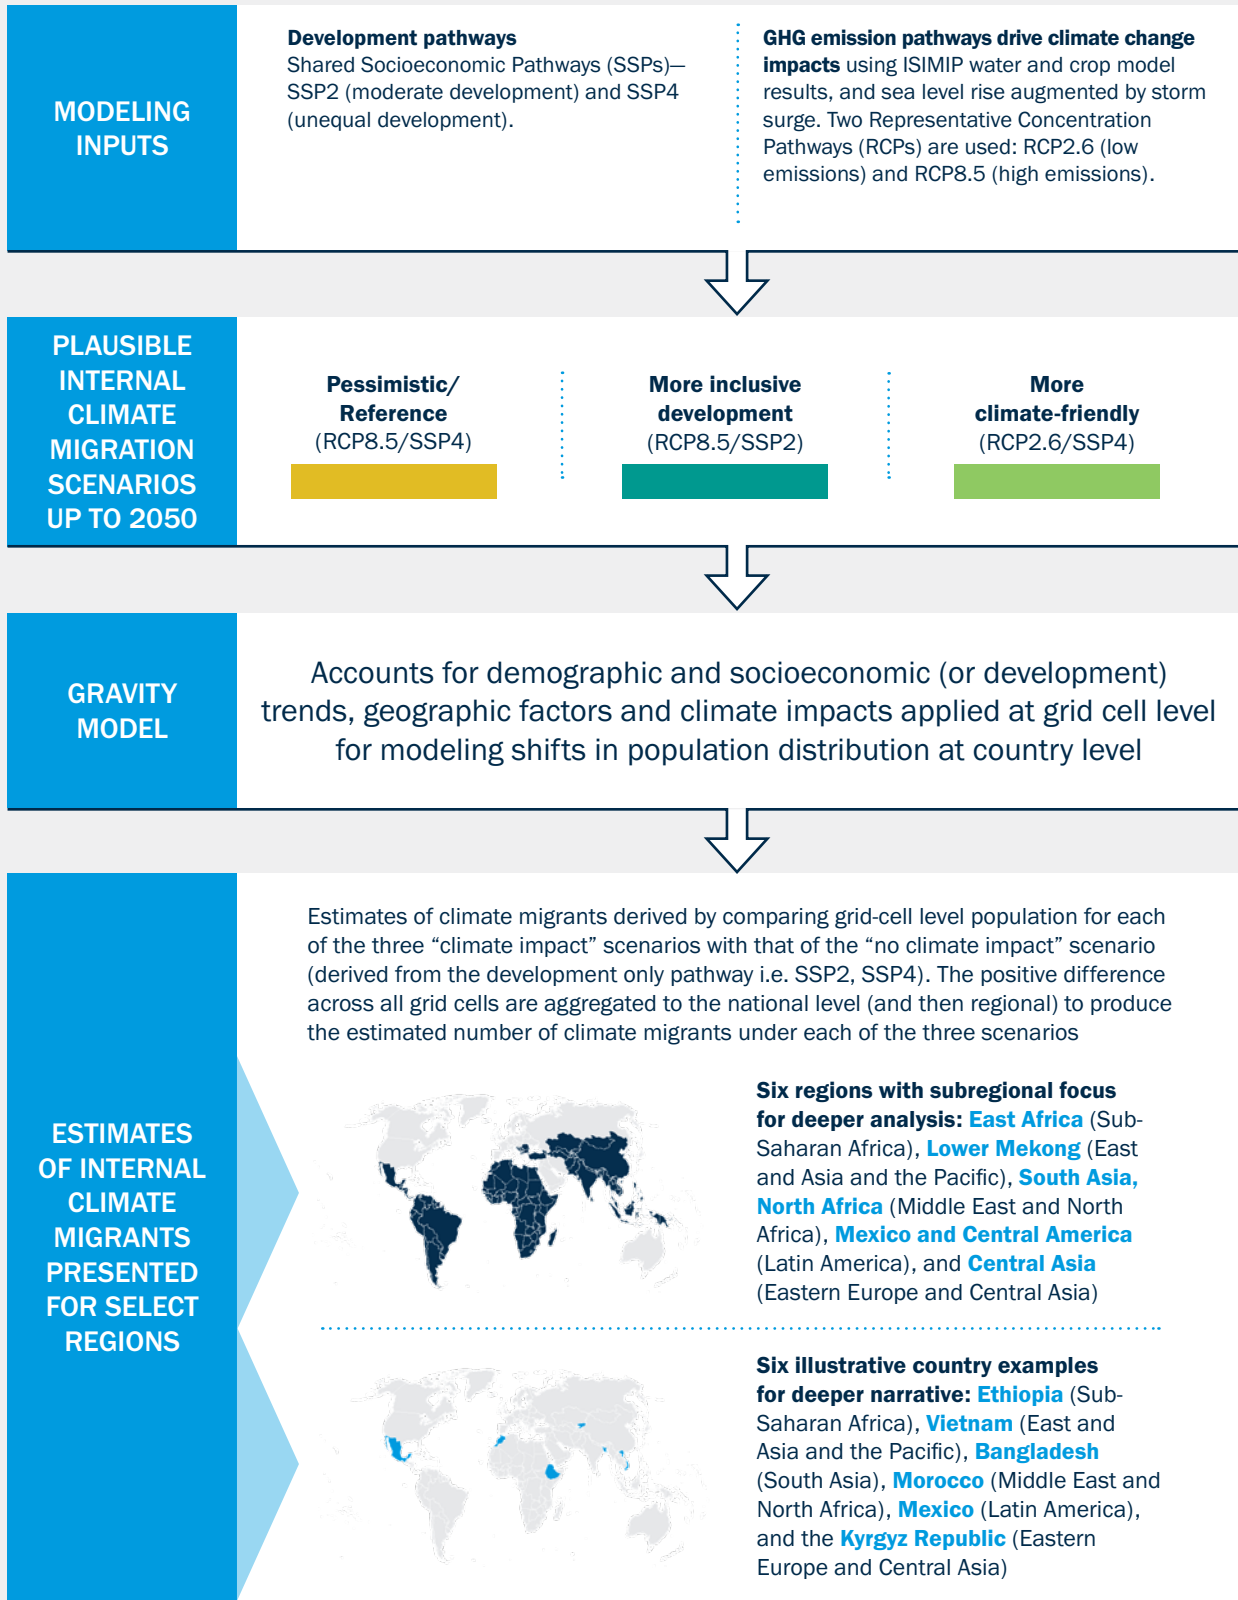 MODELING
INPUTS
Development pathways
Shared Socioeconomic Pathways (SSPs)—
SSP2 (moderate development) and SSP4
(unequal development).
GHG emission pathways drive climate change
impacts using ISIMIP water and crop model
results, and sea level rise augmented by storm
surge. Two Representative Concentration
Pathways (RCPs) are used: RCP2.6 (low
emissions) and RCP8.5 (high emissions).
PLAUSIBLE
INTERNAL
CLIMATE
MIGRATION
SCENARIOS
UP TO 2050
Pessimistic/
Reference
(RCP8.5/SSP4)
More inclusive
development
(RCP8.5/SSP2)
More
climate-friendly
(RCP2.6/SSP4)
GRAVITY
MODEL
Accounts for demographic and socioeconomic (or development)
trends, geographic factors and climate impacts applied at grid cell level
for modeling shifts in population distribution at country level
ESTIMATES
OF INTERNAL
CLIMATE
MIGRANTS
PRESENTED
FOR SELECT
REGIONS
Estimates of climate migrants derived by comparing grid-cell level population for each
of the three “climate impact” scenarios with that of the “no climate impact” scenario
(derived from the development only pathway i.e. SSP2, SSP4). The positive difference
across all grid cells are aggregated to the national level (and then regional) to produce
the estimated number of climate migrants under each of the three scenarios
Six regions with subregional focus
for deeper analysis: East Africa (Sub-
Saharan Africa), Lower Mekong (East
and Asia and the Pacific), South Asia,
North Africa (Middle East and North
Africa), Mexico and Central America
(Latin America), and Central Asia
(Eastern Europe and Central Asia)
Six illustrative country examples
for deeper narrative: Ethiopia (Sub-
Saharan Africa), Vietnam (East and
Asia and the Pacific), Bangladesh
(South Asia), Morocco (Middle East and
North Africa), Mexico (Latin America),
and the Kyrgyz Republic (Eastern
Europe and Central Asia)